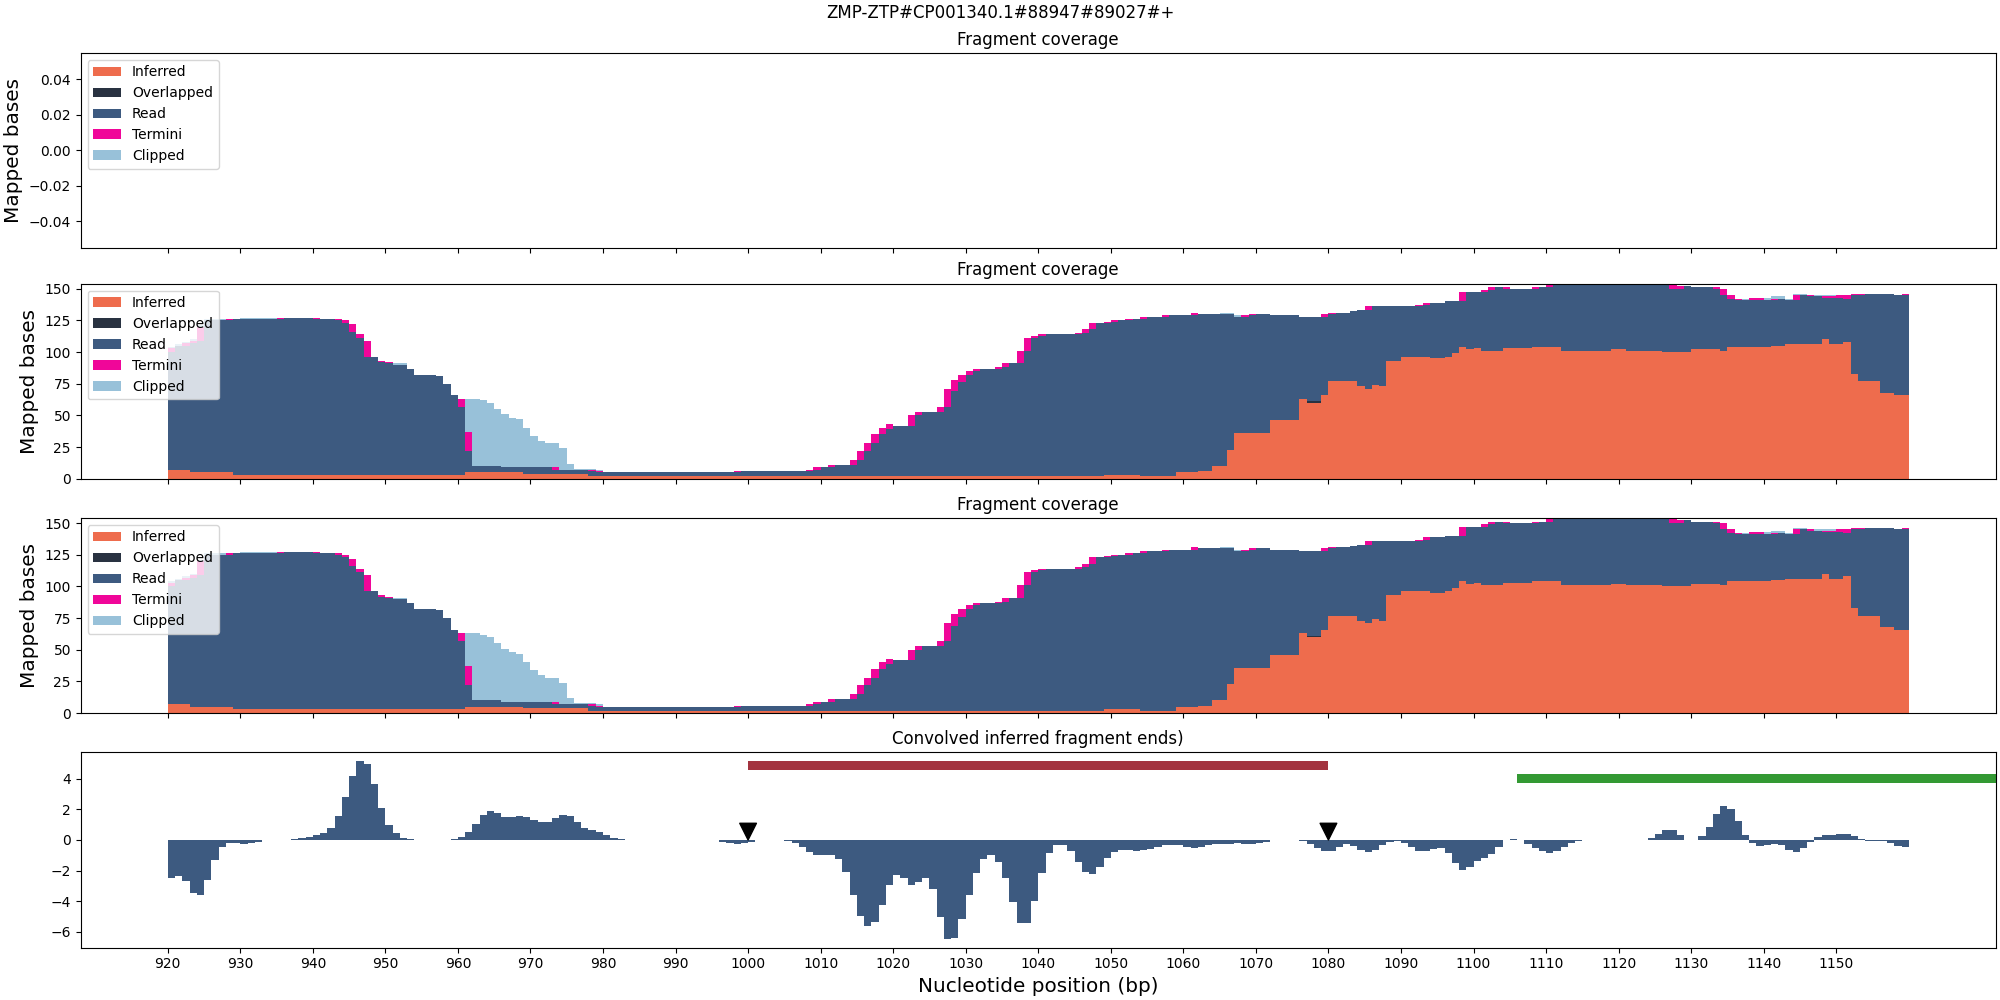 ZMP-ZTP#CP001340.1#88947#89027#+
Fragment coverage
Mapped bases
0.04
0.02
0.00
−0.02
−0.04
Inferred
Overlapped
Read
Termini
Clipped
Fragment coverage
Mapped bases
150
125
100
75
50
25
0
Inferred
Overlapped
Read
Termini
Clipped
Fragment coverage
Mapped bases
150
125
100
75
50
25
0
Inferred
Overlapped
Read
Termini
Clipped
Convolved inferred fragment ends)
4
2
0
−2
−4
−6
920 930 940 950 960 970 980 990 1000 1010 1020 1030 1040 1050 1060 1070 1080 1090 1100 1110 1120 1130 1140 1150
Nucleotide position (bp)